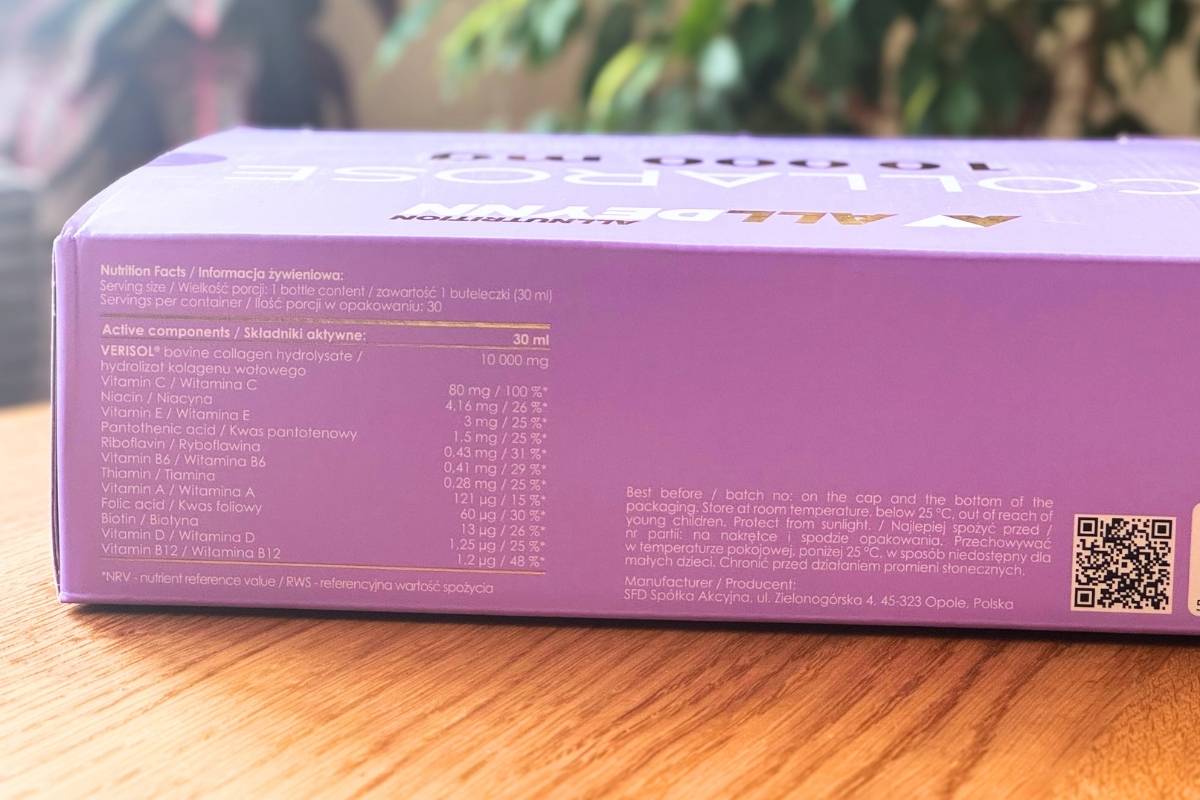 10 000 mg
COLLAROSE
ALLDEYNN
ALLNUTRITION
Nutrition Facts / Informacja żywieniowa:
Serving size / Wielkość porcji: 1 bottle content / zawartość 1 buteleczki (30 ml)
Servings per container / Ilość porcji w opakowaniu: 30
Active components / Składniki aktywne: 30 ml
VERISOL® bovine collagen hydrolysate / 10 000 mg
hydrolizat kolagenu wołowego
Vitamin C / Witamina C 80 mg / 100 %*
Niacin / Niacyna 4,16 mg / 26 %*
Vitamin E / Witamina E 3 mg / 25 %*
Pantothenic acid / Kwas pantotenowy 1.5 mg / 25 %*
Riboflavin / Ryboflawina 0,43 mg / 31 %*
Vitamin B6 / Witamina B6 0,41 mg / 29 %*
Thiamin / Tiamina 0.28 mg / 25 %*
Vitamin A / Witamina A 121 µg / 15 %*
Folic acid / Kwas foliowy 60 µg / 30 %*
Biotin / Biotyna 13 µg / 26 %*
Vitamin D / Witamina D 1,25 µg / 25 %*
Vitamin B12 / Witamina B12 1.2 µg / 48 %*
*NRV - nutrient reference value / RWS - referencyjna wartość spożycia
Best before / batch no: on the cap and the bottom of the
packaging. Store at room temperature, below 25 °C, out of reach of
young children. Protect from sunlight. / Najlepiej spożyć przed /
nr partii: na nakrętce i spodzie opakowania. Przechowywać
w temperaturze pokojowej, poniżej 25 °C, w sposób niedostępny dla
małych dzieci. Chronić przed działaniem promieni słonecznych.
Manufacturer / Producent:
SFD Spółka Akcyjna, ul. Zielonogórska 4, 45-323 Opole, Polska